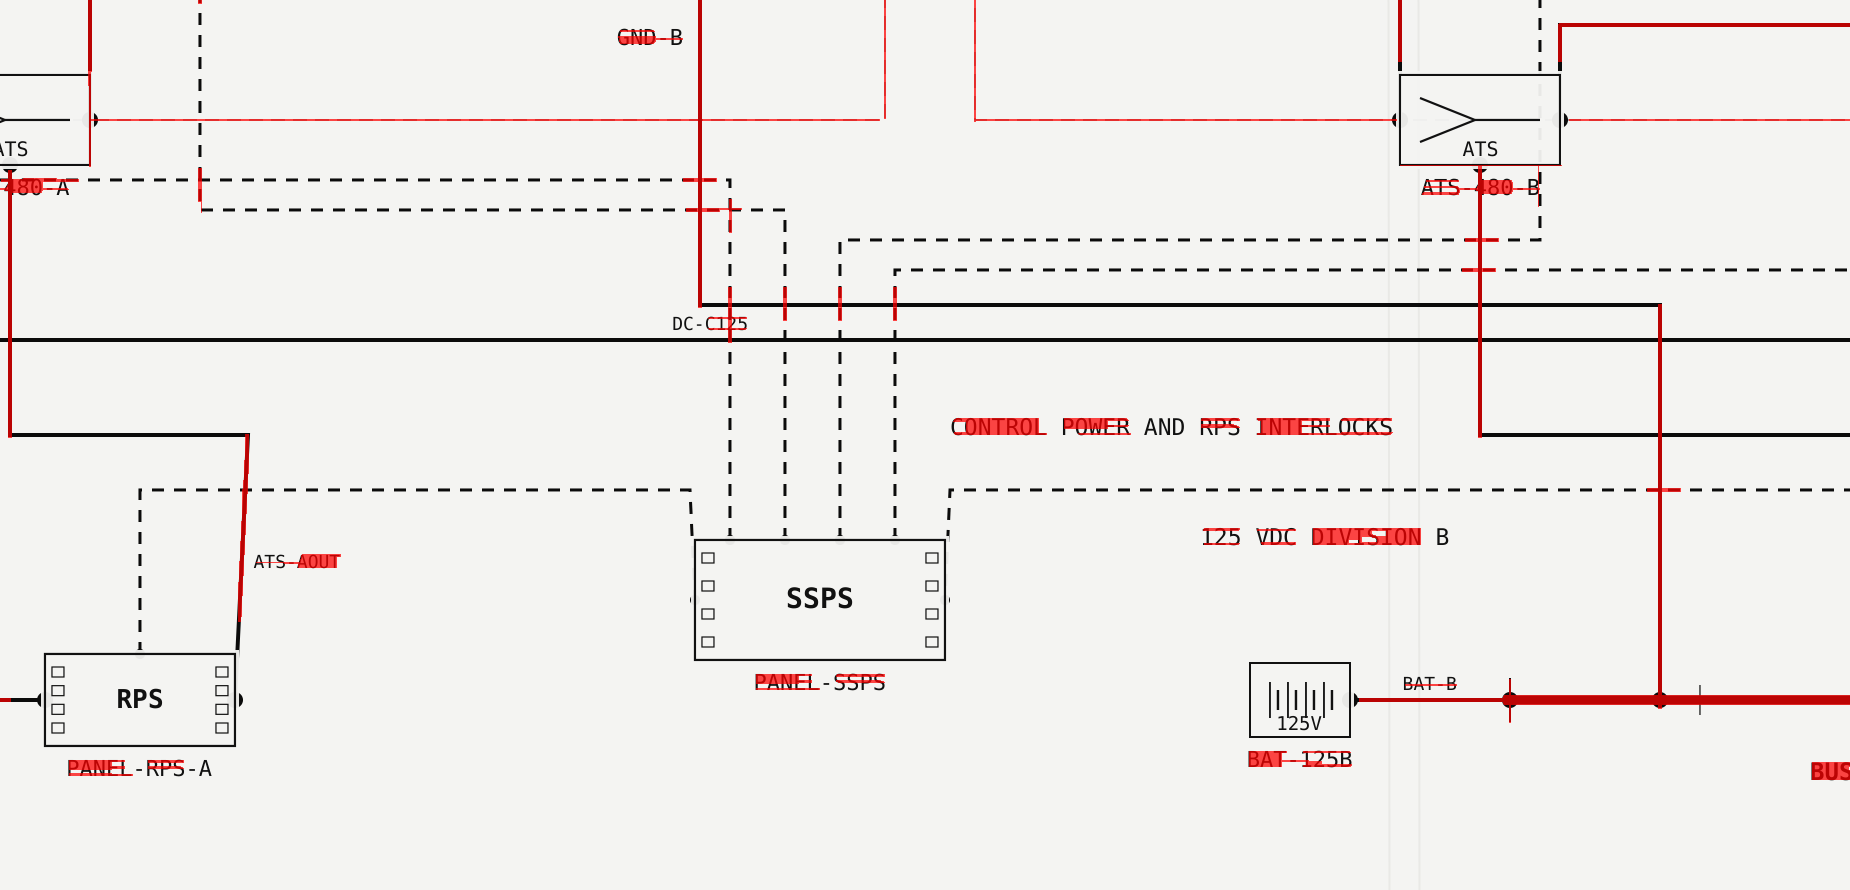 GND-B
ATS
ATS
480-A
ATS-480-B
DC-C125
CONTROL POWER AND RPS INTERLOCKS
125 VDC DIVISION B
ATS-AOUT
SSPS
PANEL-SSPS
BAT-B
RPS
125V
BAT-125B
PANEL-RPS-A
BUS